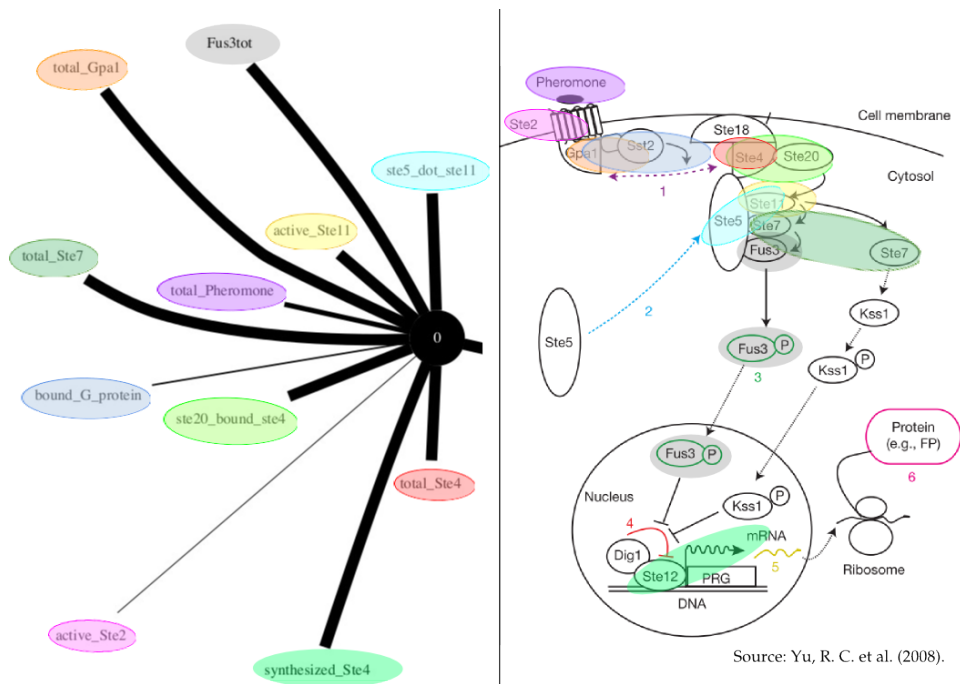 Fus3tot
total_Gpa1
ste5_dot_ste11
active_Ste11
total_Ste7
total_Pheromone
0
bound_G_protein
ste20_bound_ste4
total_Ste4
active_Ste2
synthesized_Ste4
Pheromone
Ste2
Gpa1
Sst2
Ste18
Ste4
Ste20
Cell membrane
Cytosol
1
Ste11
Ste5
Ste7
Fus3
Ste7
2
Ste5
Kss1
Fus3
P
3
Kss1
P
Protein
(e.g., FP)
6
Fus3
P
Nucleus
Kss1
P
4
mRNA
Dig1
5
Ste12
PRG
DNA
Ribosome
Source: Yu, R. C. et al. (2008).